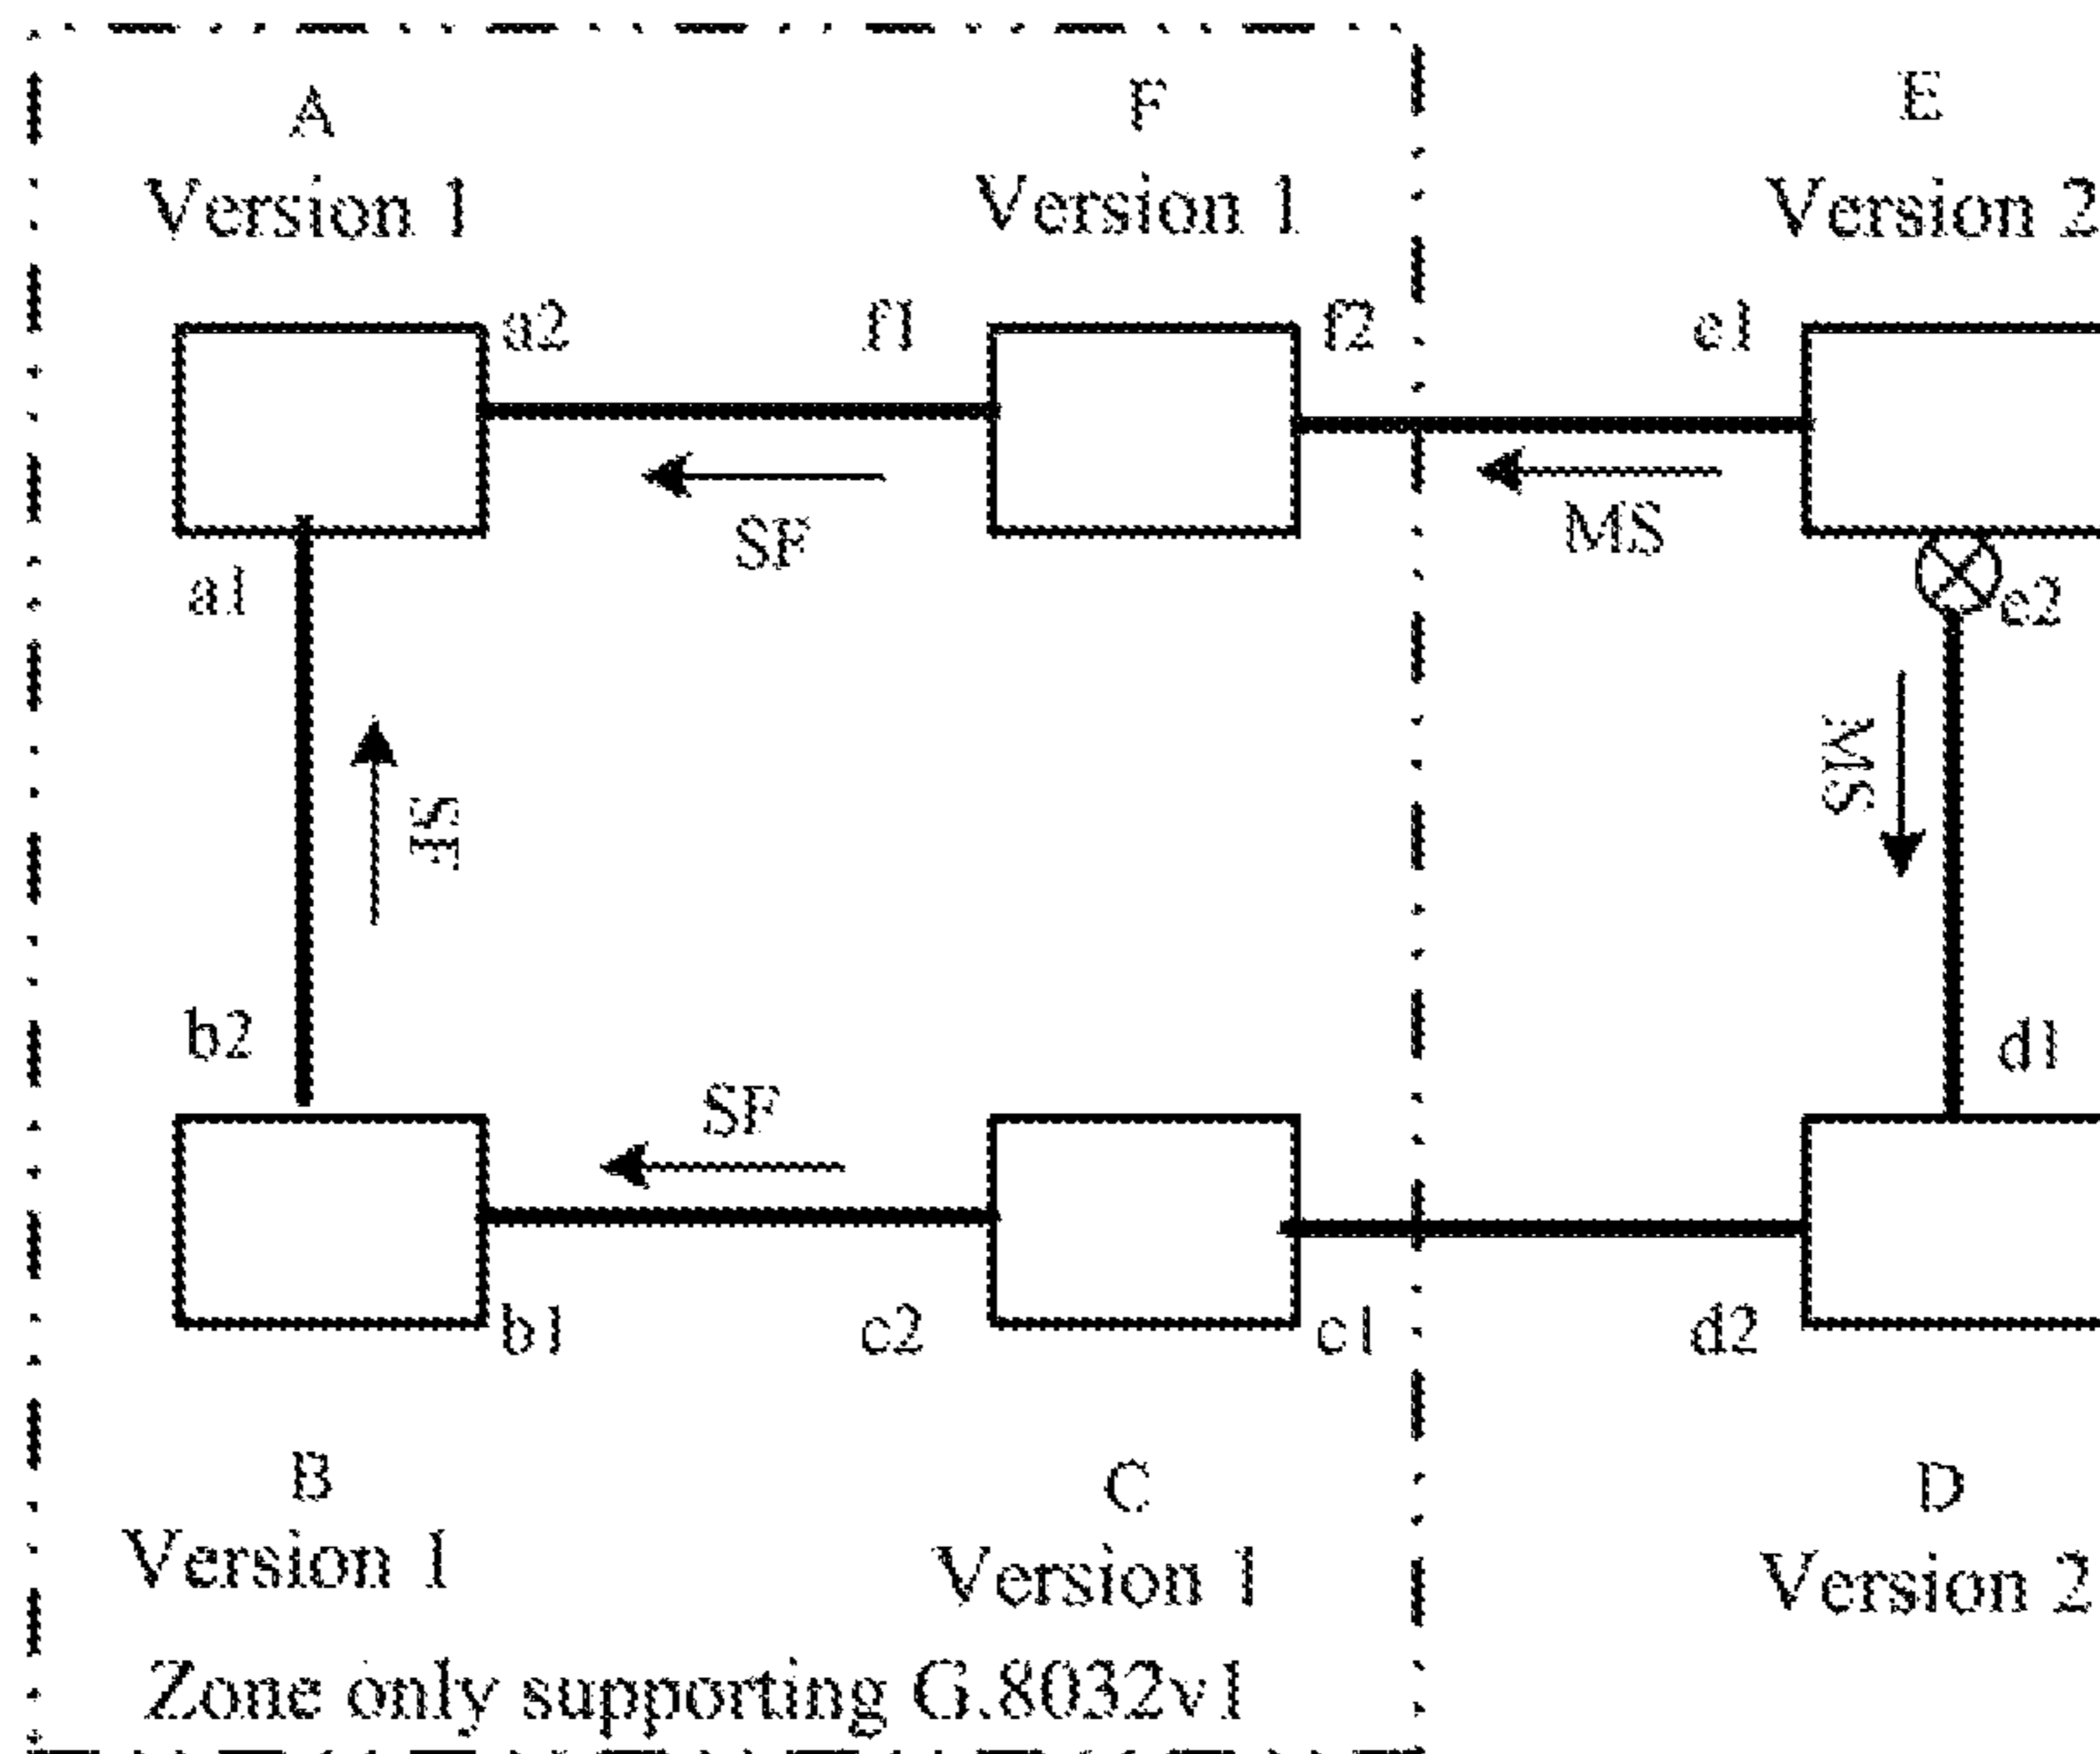 A
F
E
Version 1
Version 1
Version 2
a2
f1
f2
e1
SF
MS
a1
e2
MS
SF
b2
d1
SF
b1
c2
c1
d2
B
C
D
Version 1
Version 1
Version 2
Zone only supporting G.8032v1